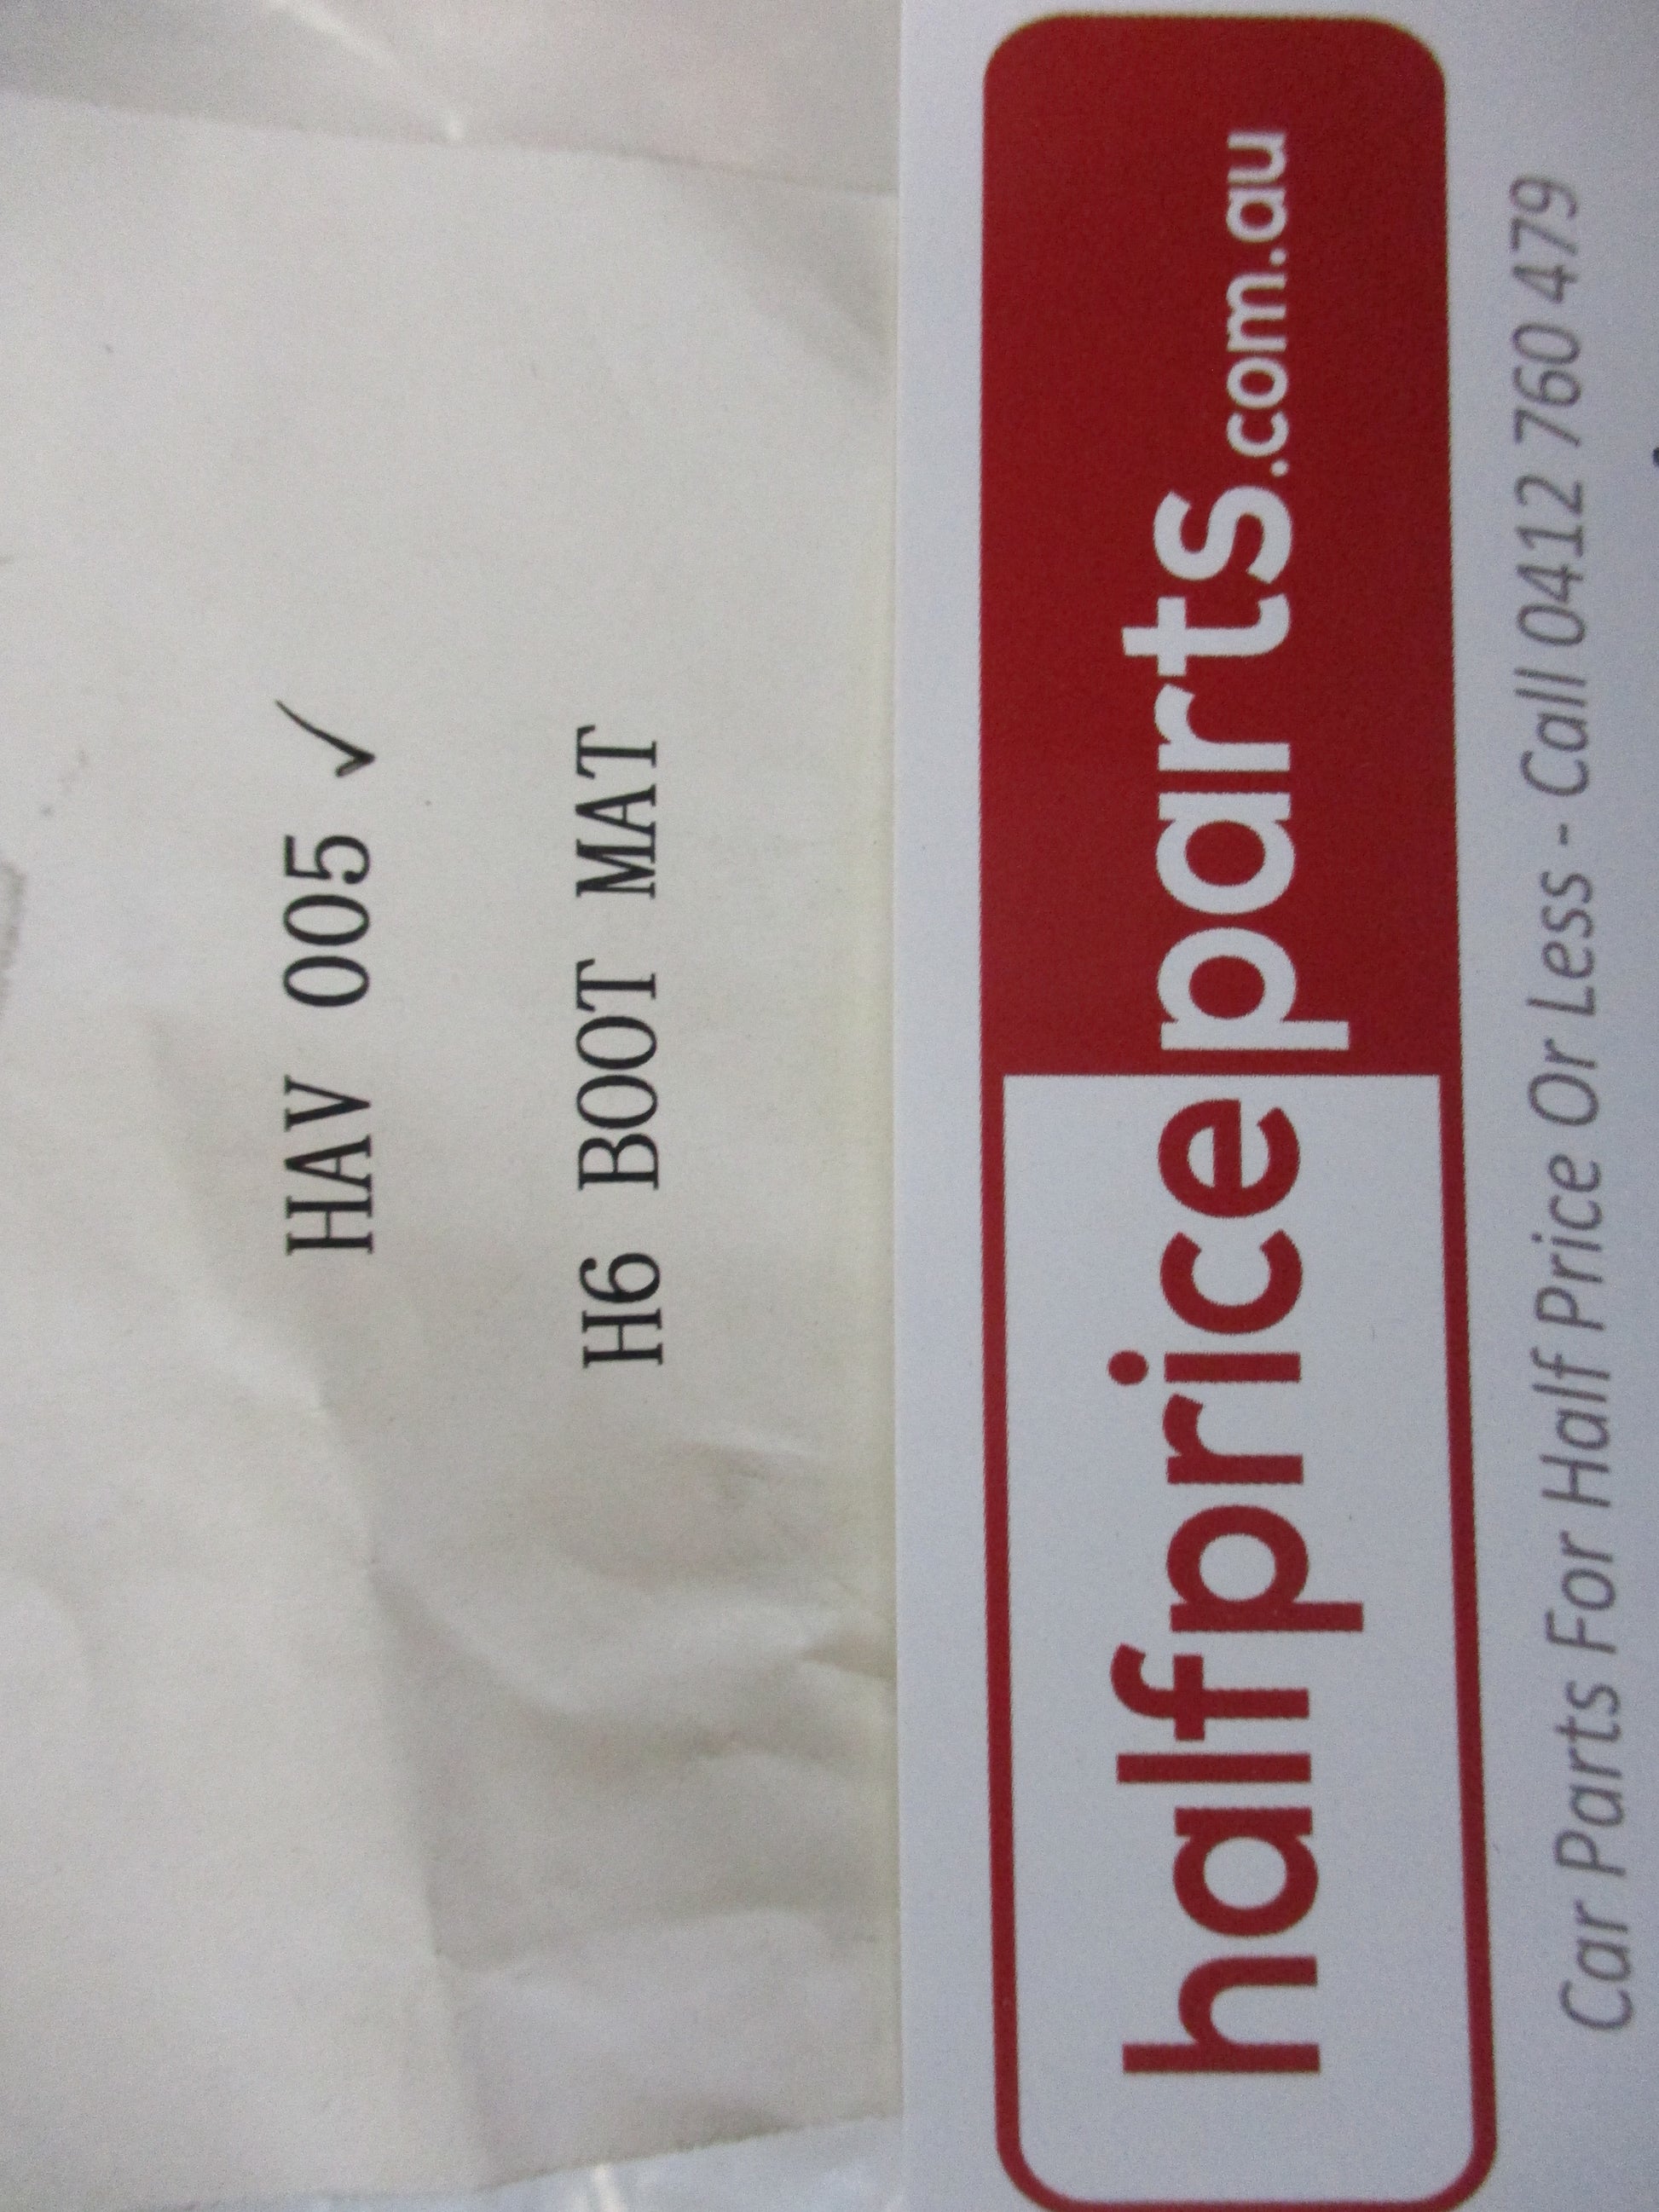 HAV 005 ✓
H6 BOOT MAT
halfpriceparts.com.au
Car Parts For Half Price Or Less - Call 0412 760 479